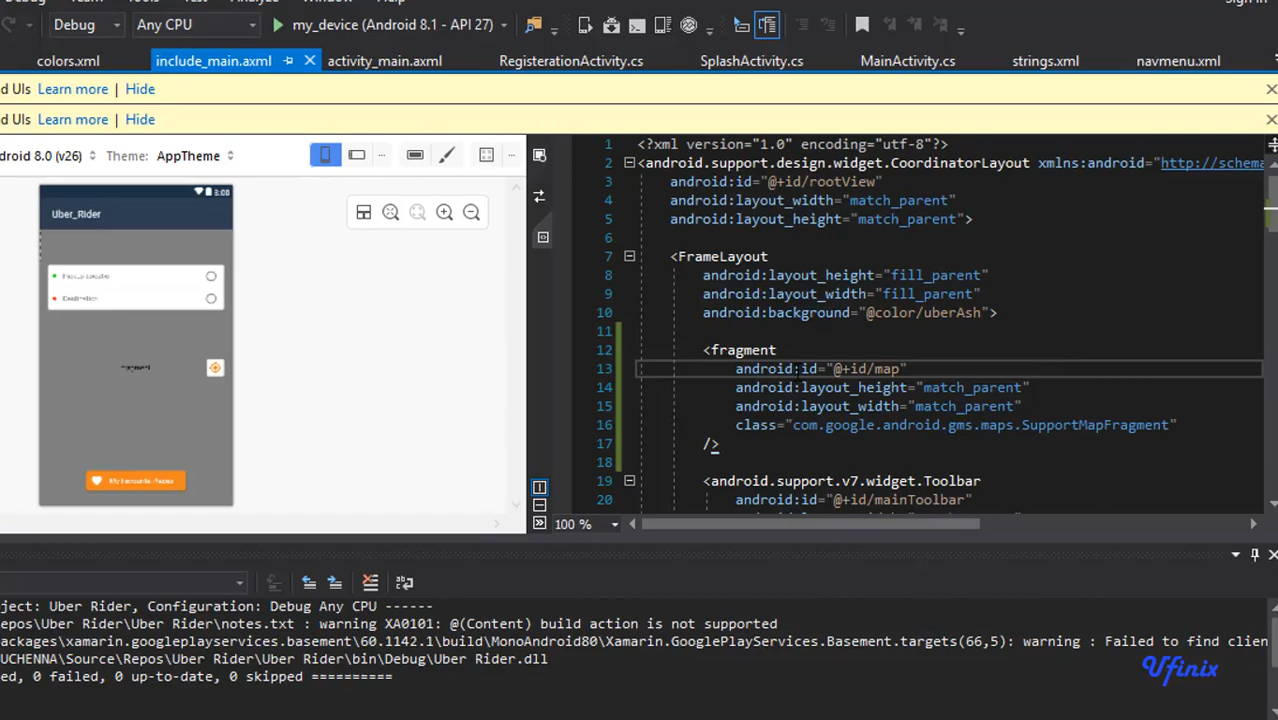 Debug Any CPU my_device (Android 8.1 - API 27)
colors.xml include_main.axml activity_main.axml RegisterationActivity.cs SplashActivity.cs MainActivity.cs strings.xml navmenu.xml
d UIs Learn more | Hide
d UIs Learn more | Hide
droid 8.0 (v26) Theme: AppTheme
8:00
Uber_Rider
Destination
fragment
1 <?xml version="1.0" encoding="utf-8"?>
2 <android.support.design.widget.CoordinatorLayout xmlns:android="http://schema
3 android:id="@+id/rootView"
4 android:layout_width="match_parent"
5 android:layout_height="match_parent">
6
7 <FrameLayout
8 android:layout_height="fill_parent"
9 android:layout_width="fill_parent"
10 android:background="@color/uberAsh">
11
12 <fragment
13 android:id="@+id/map"
14 android:layout_height="match_parent"
15 android:layout_width="match_parent"
16 class="com.google.android.gms.maps.SupportMapFragment"
17 />
18
19 <android.support.v7.widget.Toolbar
20 android:id="@+id/mainToolbar"
100 %
oject: Uber Rider, Configuration: Debug Any CPU ------
epos\Uber Rider\Uber Rider\notes.txt : warning XA0101: @(Content) build action is not supported
ackages\xamarin.googleplayservices.basement\60.1142.1\build\MonoAndroid80\Xamarin.GooglePlayServices.Basement.targets(66,5): warning : Failed to find clien
UCHENNA\Source\Repos\Uber Rider\Uber Rider\bin\Debug\Uber Rider.dll
ed, 0 failed, 0 up-to-date, 0 skipped ==========
Ufinix